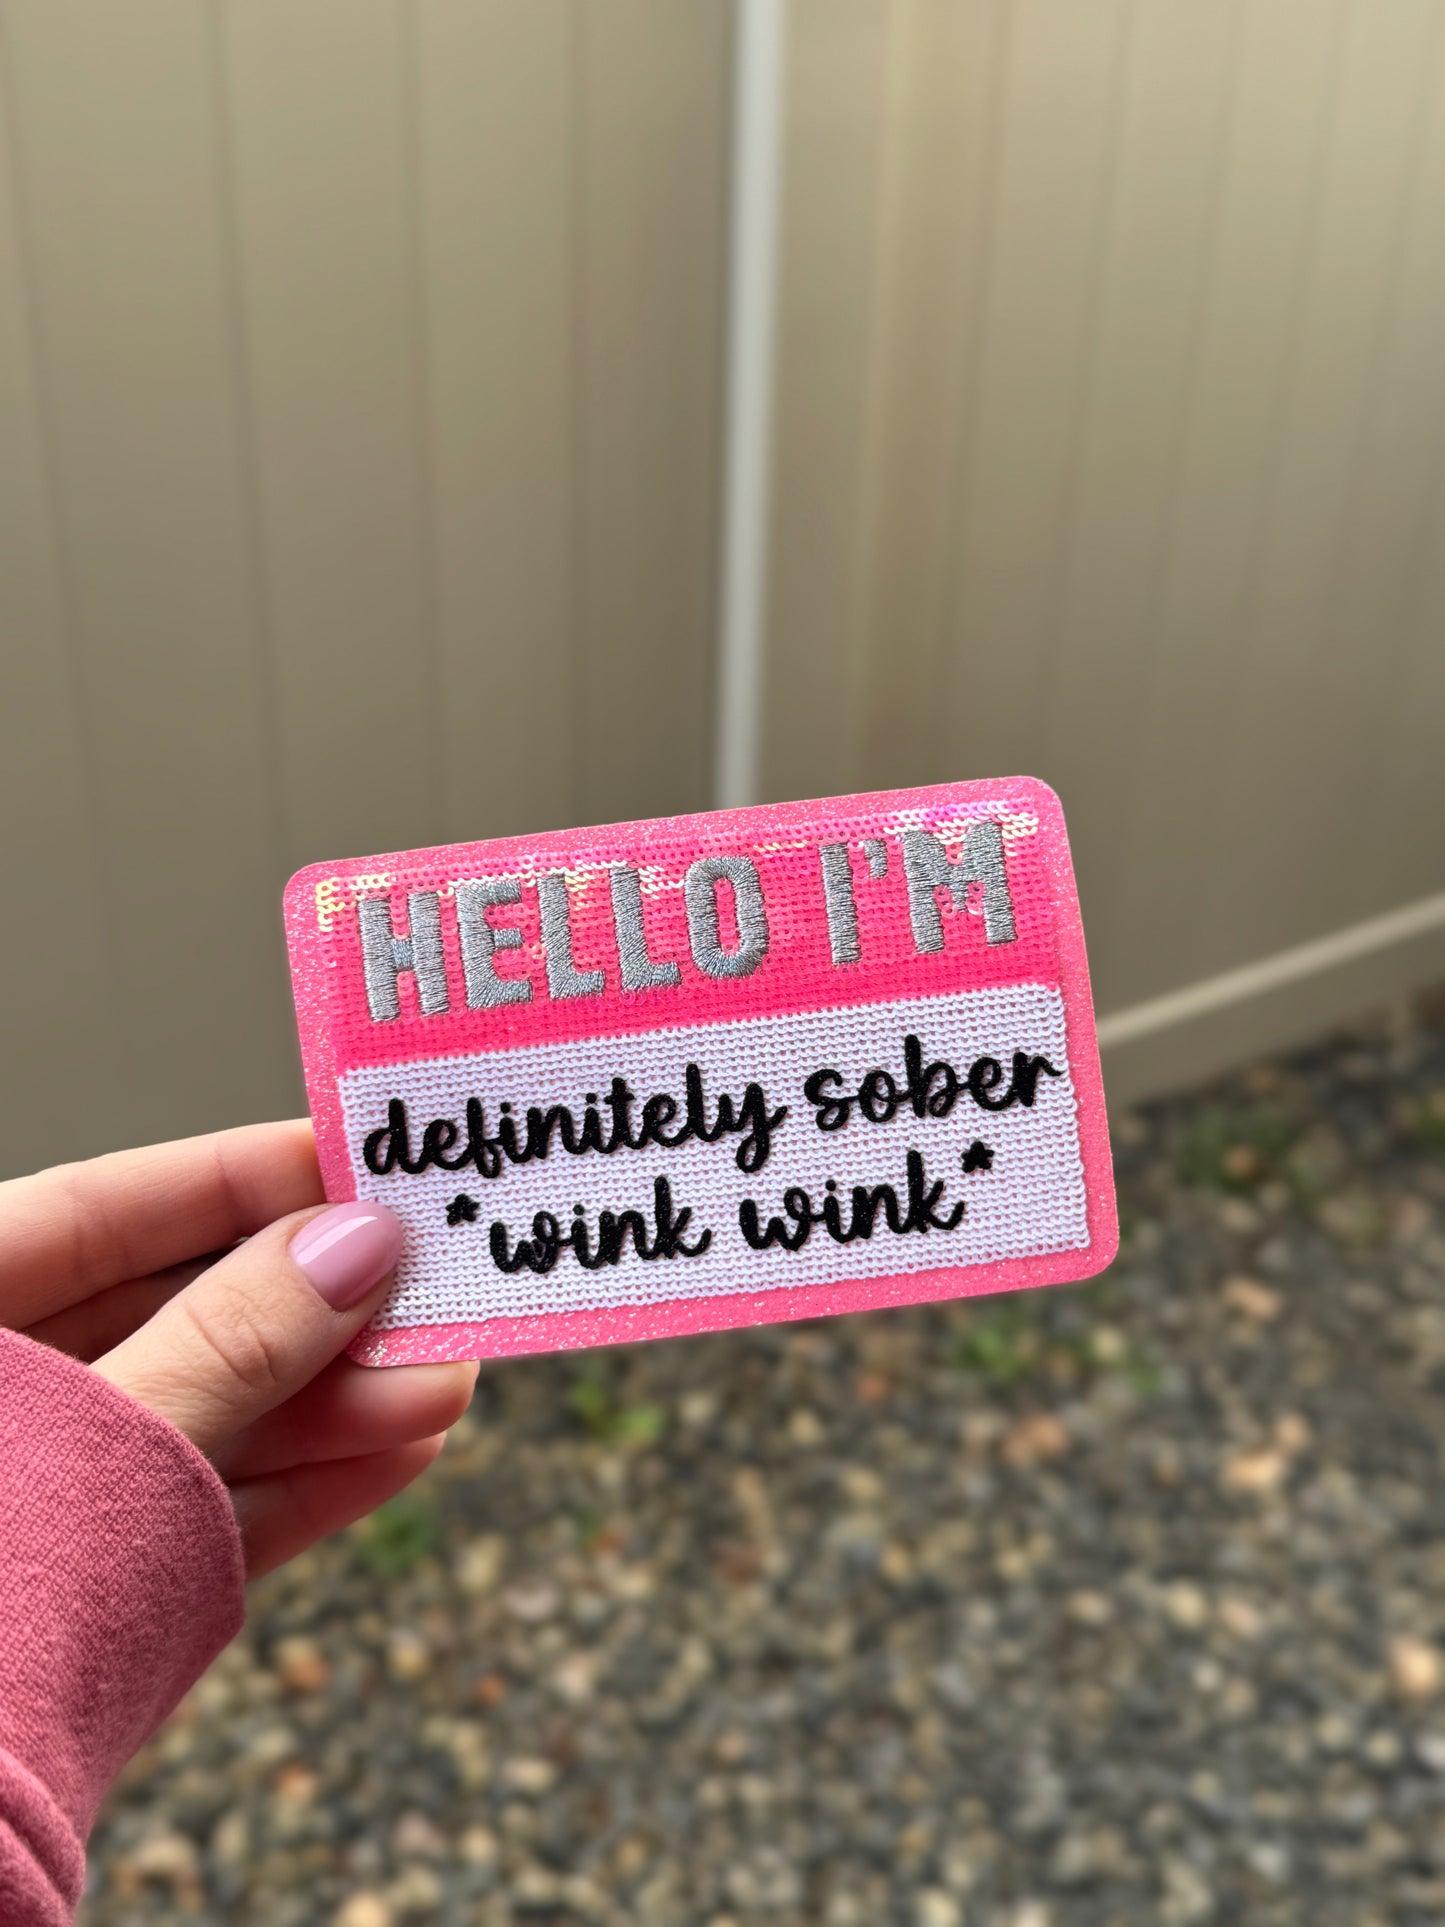 HELLO I'M
definitely sober
*wink wink*